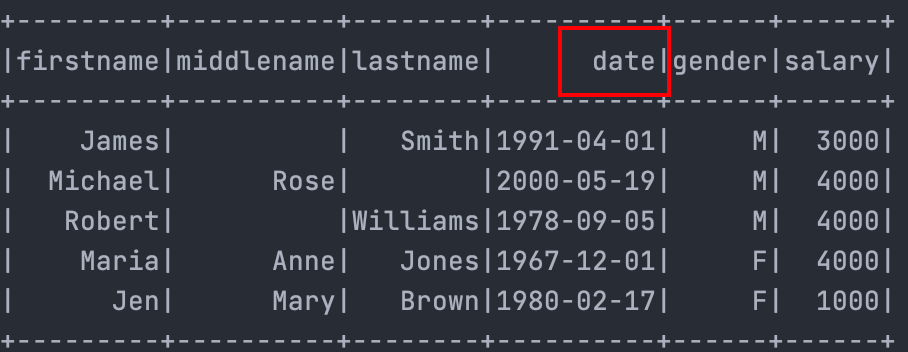 +---------+----------+--------+----------+------+------+
|firstname|middlename|lastname|      date|gender|salary|
+---------+----------+--------+----------+------+------+
|    James|          |   Smith|1991-04-01|     M|  3000|
|  Michael|      Rose|        |2000-05-19|     M|  4000|
|   Robert|          |Williams|1978-09-05|     M|  4000|
|    Maria|      Anne|   Jones|1967-12-01|     F|  4000|
|      Jen|      Mary|   Brown|1980-02-17|     F|  1000|
+---------+----------+--------+----------+------+------+